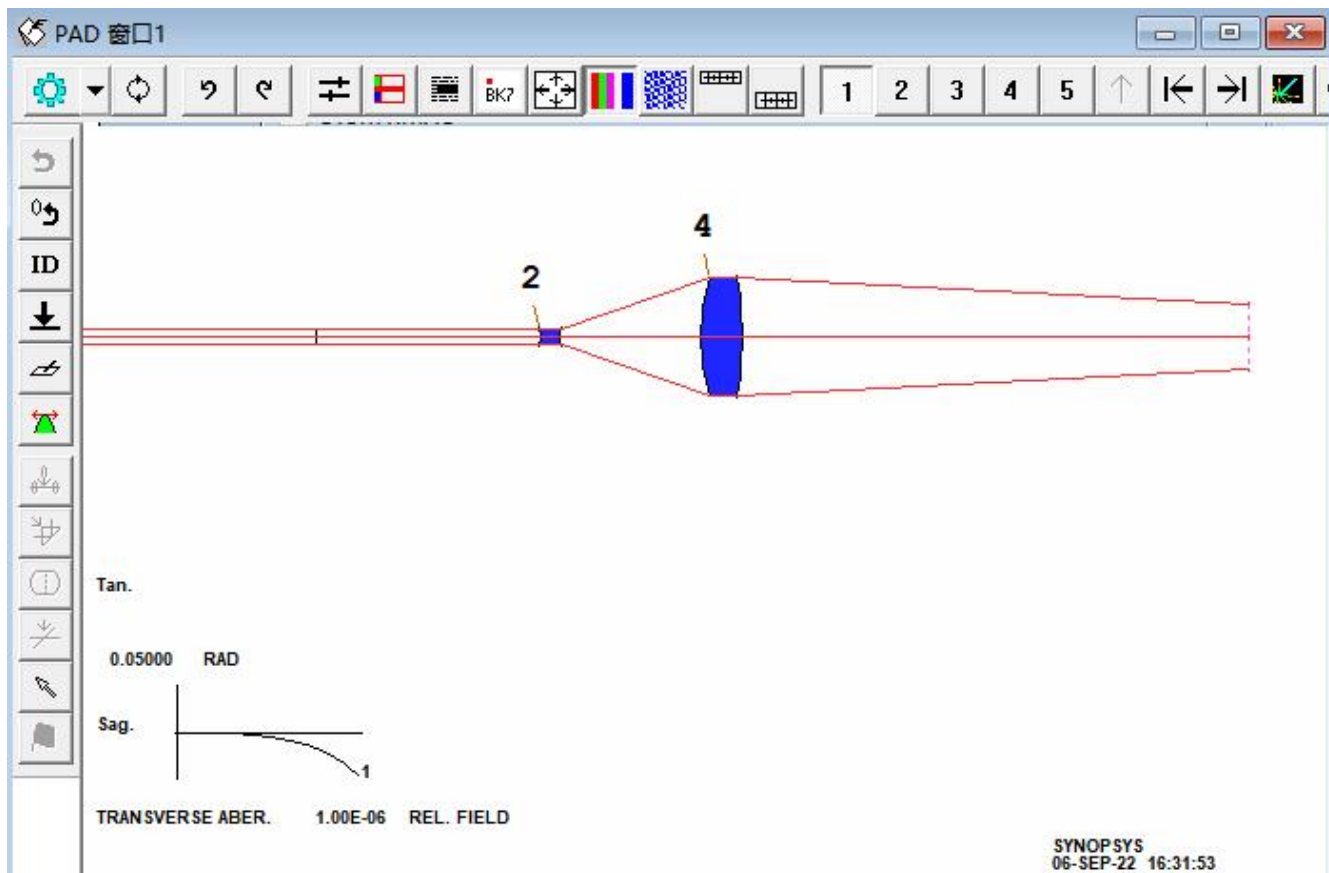 PAD 窗口1
BK7
1 2 3 4 5
0
ID
4
2
Tan.
0.05000 RAD
Sag.
1
TRANSVERSE ABER. 1.00E-06 REL. FIELD
SYNOPSYS
06-SEP-22 16:31:53